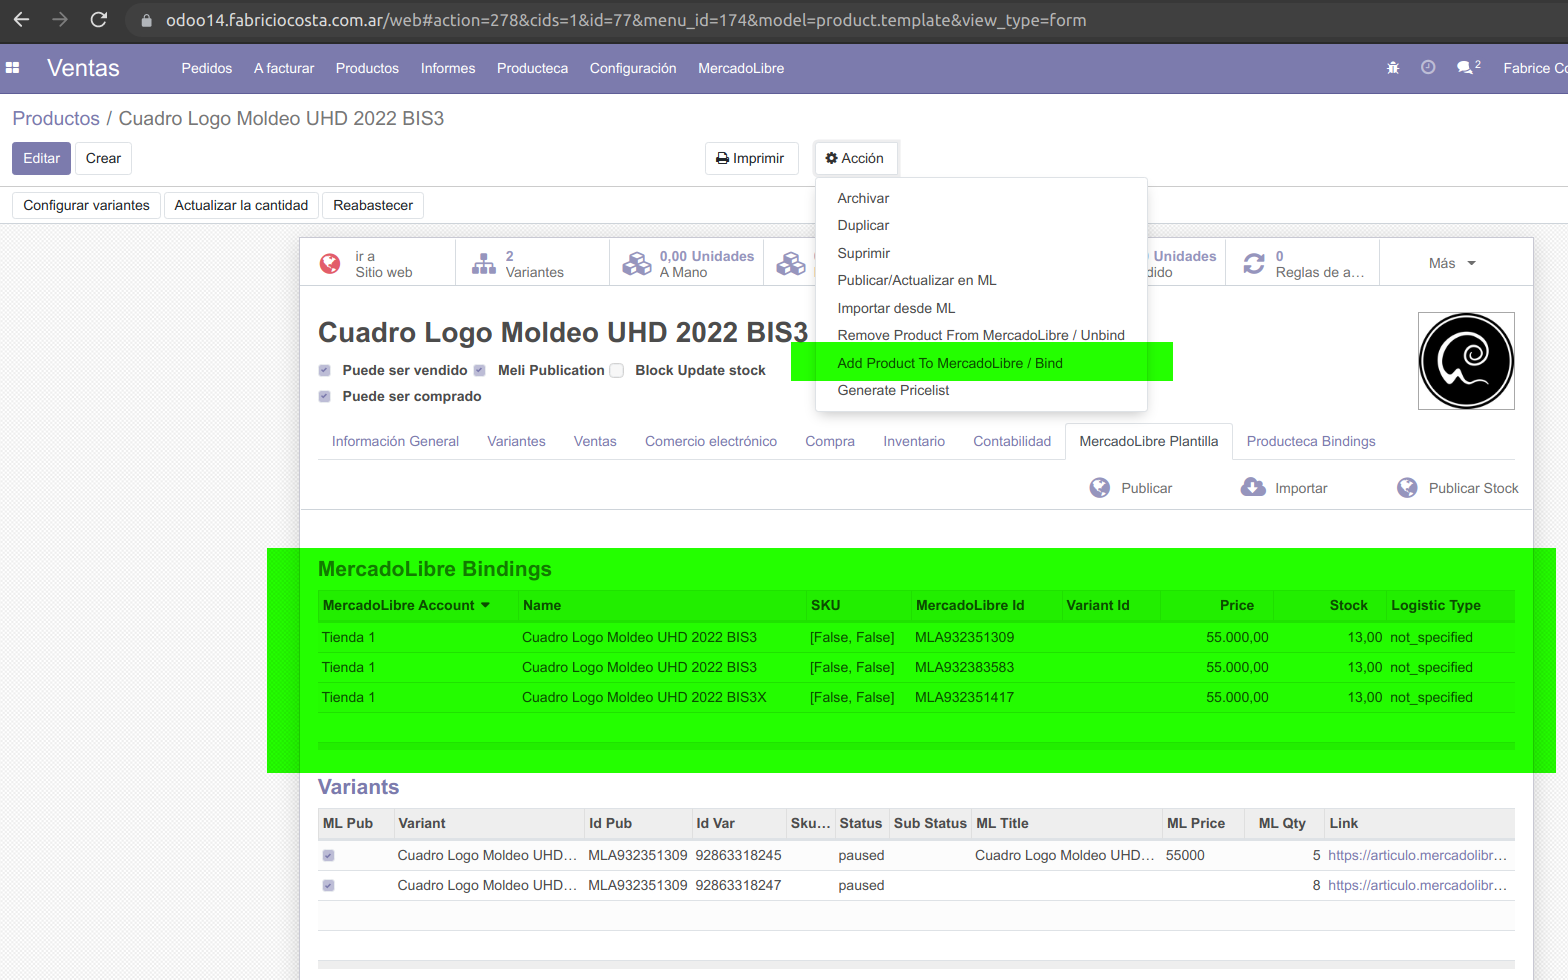 odoo14.fabriciocosta.com.ar/web#action=278&cids=1&id=77&menu_id=174&model=product.template&view_type=form
Ventas Pedidos A facturar Productos Informes Producteca Configuración MercadoLibre 2 Fabrice Co
Productos / Cuadro Logo Moldeo UHD 2022 BIS3
Editar Crear Imprimir Acción
Configurar variantes Actualizar la cantidad Reabastecer
Archivar
Duplicar
Suprimir
Publicar/Actualizar en ML
Importar desde ML
Remove Product From MercadoLibre / Unbind
Add Product To MercadoLibre / Bind
Generate Pricelist
ir a
Sitio web
2
Variantes
0,00 Unidades
A Mano
Unidades
dido
0
Reglas de a...
Más
Cuadro Logo Moldeo UHD 2022 BIS3
Puede ser vendido Meli Publication Block Update stock
Puede ser comprado
Información General Variantes Ventas Comercio electrónico Compra Inventario Contabilidad MercadoLibre Plantilla Producteca Bindings
Publicar Importar Publicar Stock
MercadoLibre Bindings
MercadoLibre Account Name SKU MercadoLibre Id Variant Id Price Stock Logistic Type
Tienda 1 Cuadro Logo Moldeo UHD 2022 BIS3 [False, False] MLA932351309 55.000,00 13,00 not_specified
Tienda 1 Cuadro Logo Moldeo UHD 2022 BIS3 [False, False] MLA932383583 55.000,00 13,00 not_specified
Tienda 1 Cuadro Logo Moldeo UHD 2022 BIS3X [False, False] MLA932351417 55.000,00 13,00 not_specified
Variants
ML Pub Variant Id Pub Id Var Sku... Status Sub Status ML Title ML Price ML Qty Link
Cuadro Logo Moldeo UHD... MLA932351309 92863318245 paused Cuadro Logo Moldeo UHD... 55000 5 https://articulo.mercadolibr...
Cuadro Logo Moldeo UHD... MLA932351309 92863318247 paused 8 https://articulo.mercadolibr...